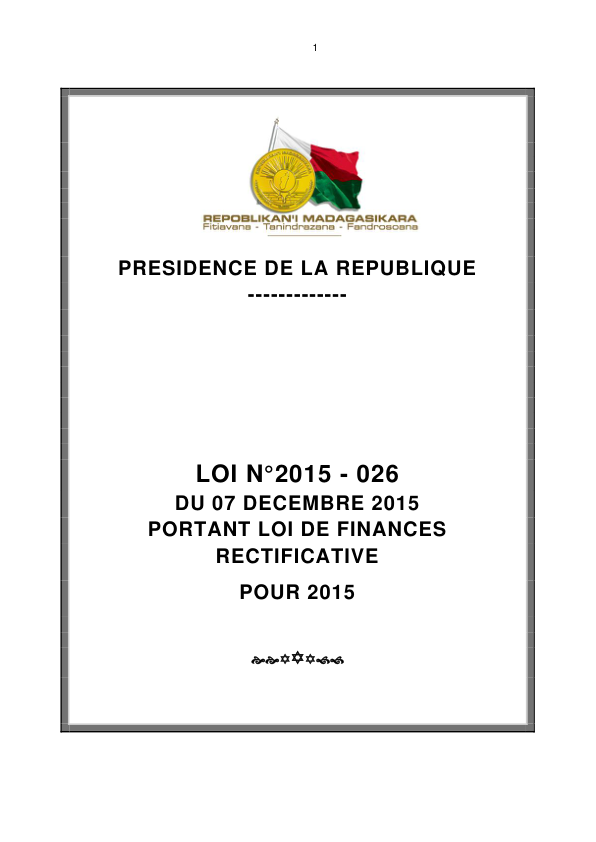 1
REPOBLIKAN'I MADAGASIKARA
Fitiavana - Tanindrazana - Fandrosoana
PRESIDENCE DE LA REPUBLIQUE
-------------
LOI N°2015 - 026
DU 07 DECEMBRE 2015
PORTANT LOI DE FINANCES
RECTIFICATIVE
POUR 2015